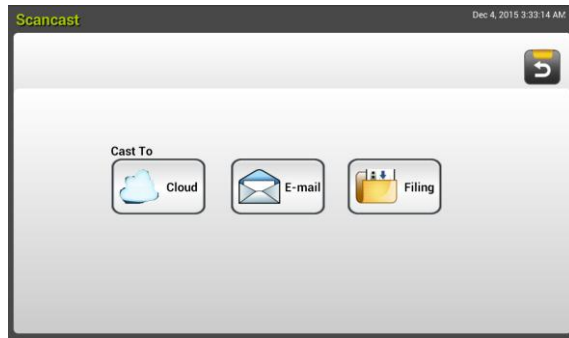 Scancast
Dec 4, 2015 3:33:14 AM
Cast To
Cloud
E-mail
Filing